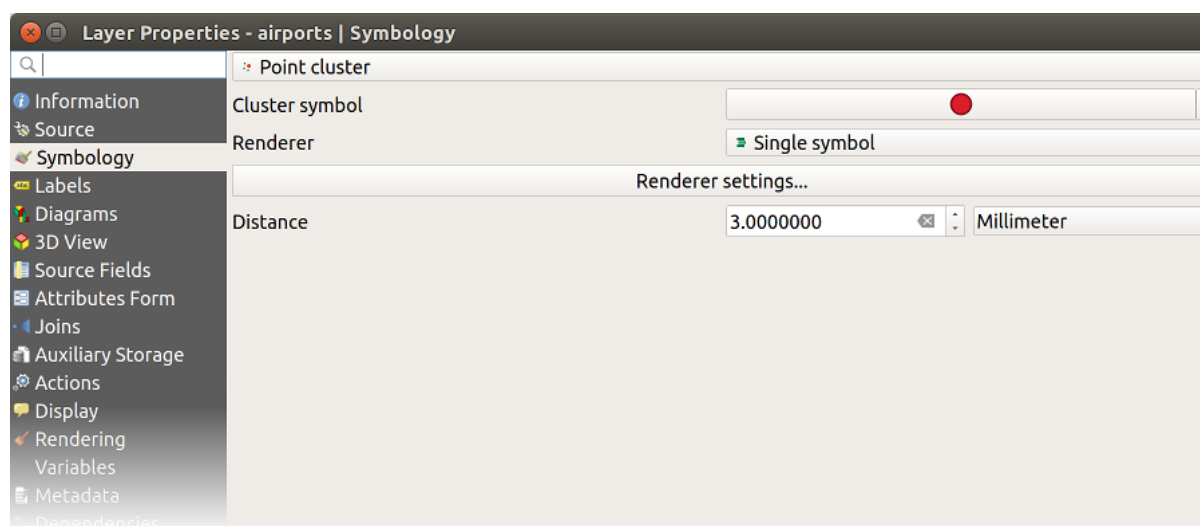 Layer Properties - airports | Symbology
Point cluster
Information
Cluster symbol
Source
Renderer
Single symbol
Symbology
Renderer settings...
Labels
Diagrams
Distance
3.0000000
Millimeter
3D View
Source Fields
Attributes Form
Joins
Auxiliary Storage
Actions
Display
Rendering
Variables
Metadata
Dependencies